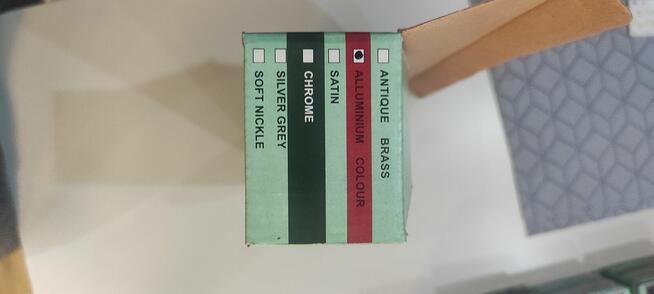 ANTIQUE BRASS
ALLUMINIUM COLOUR
SATIN
CHROME
SILVER GREY
SOFT NICKLE